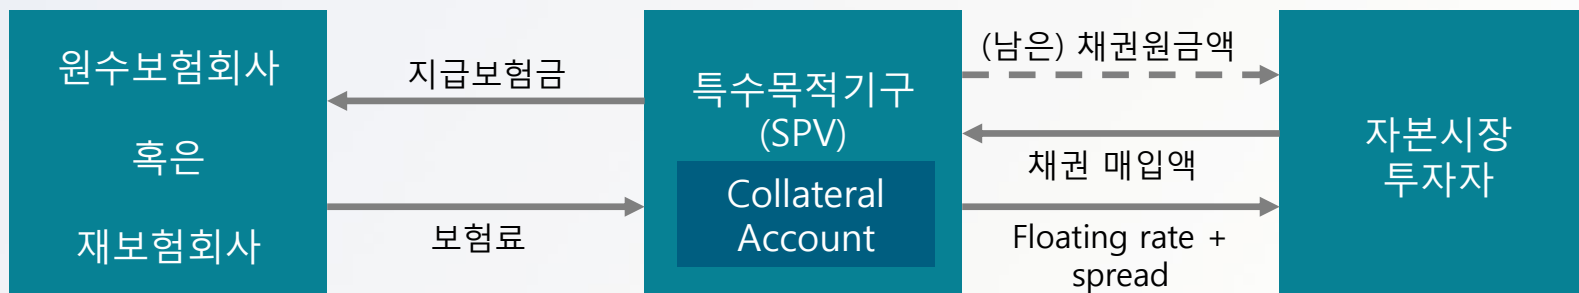 원수보험회사
혹은
재보험회사
지급보험금
보험료
특수목적기구
(SPV)
Collateral
Account
(남은) 채권원금액
채권 매입액
Floating rate +
spread
자본시장
투자자